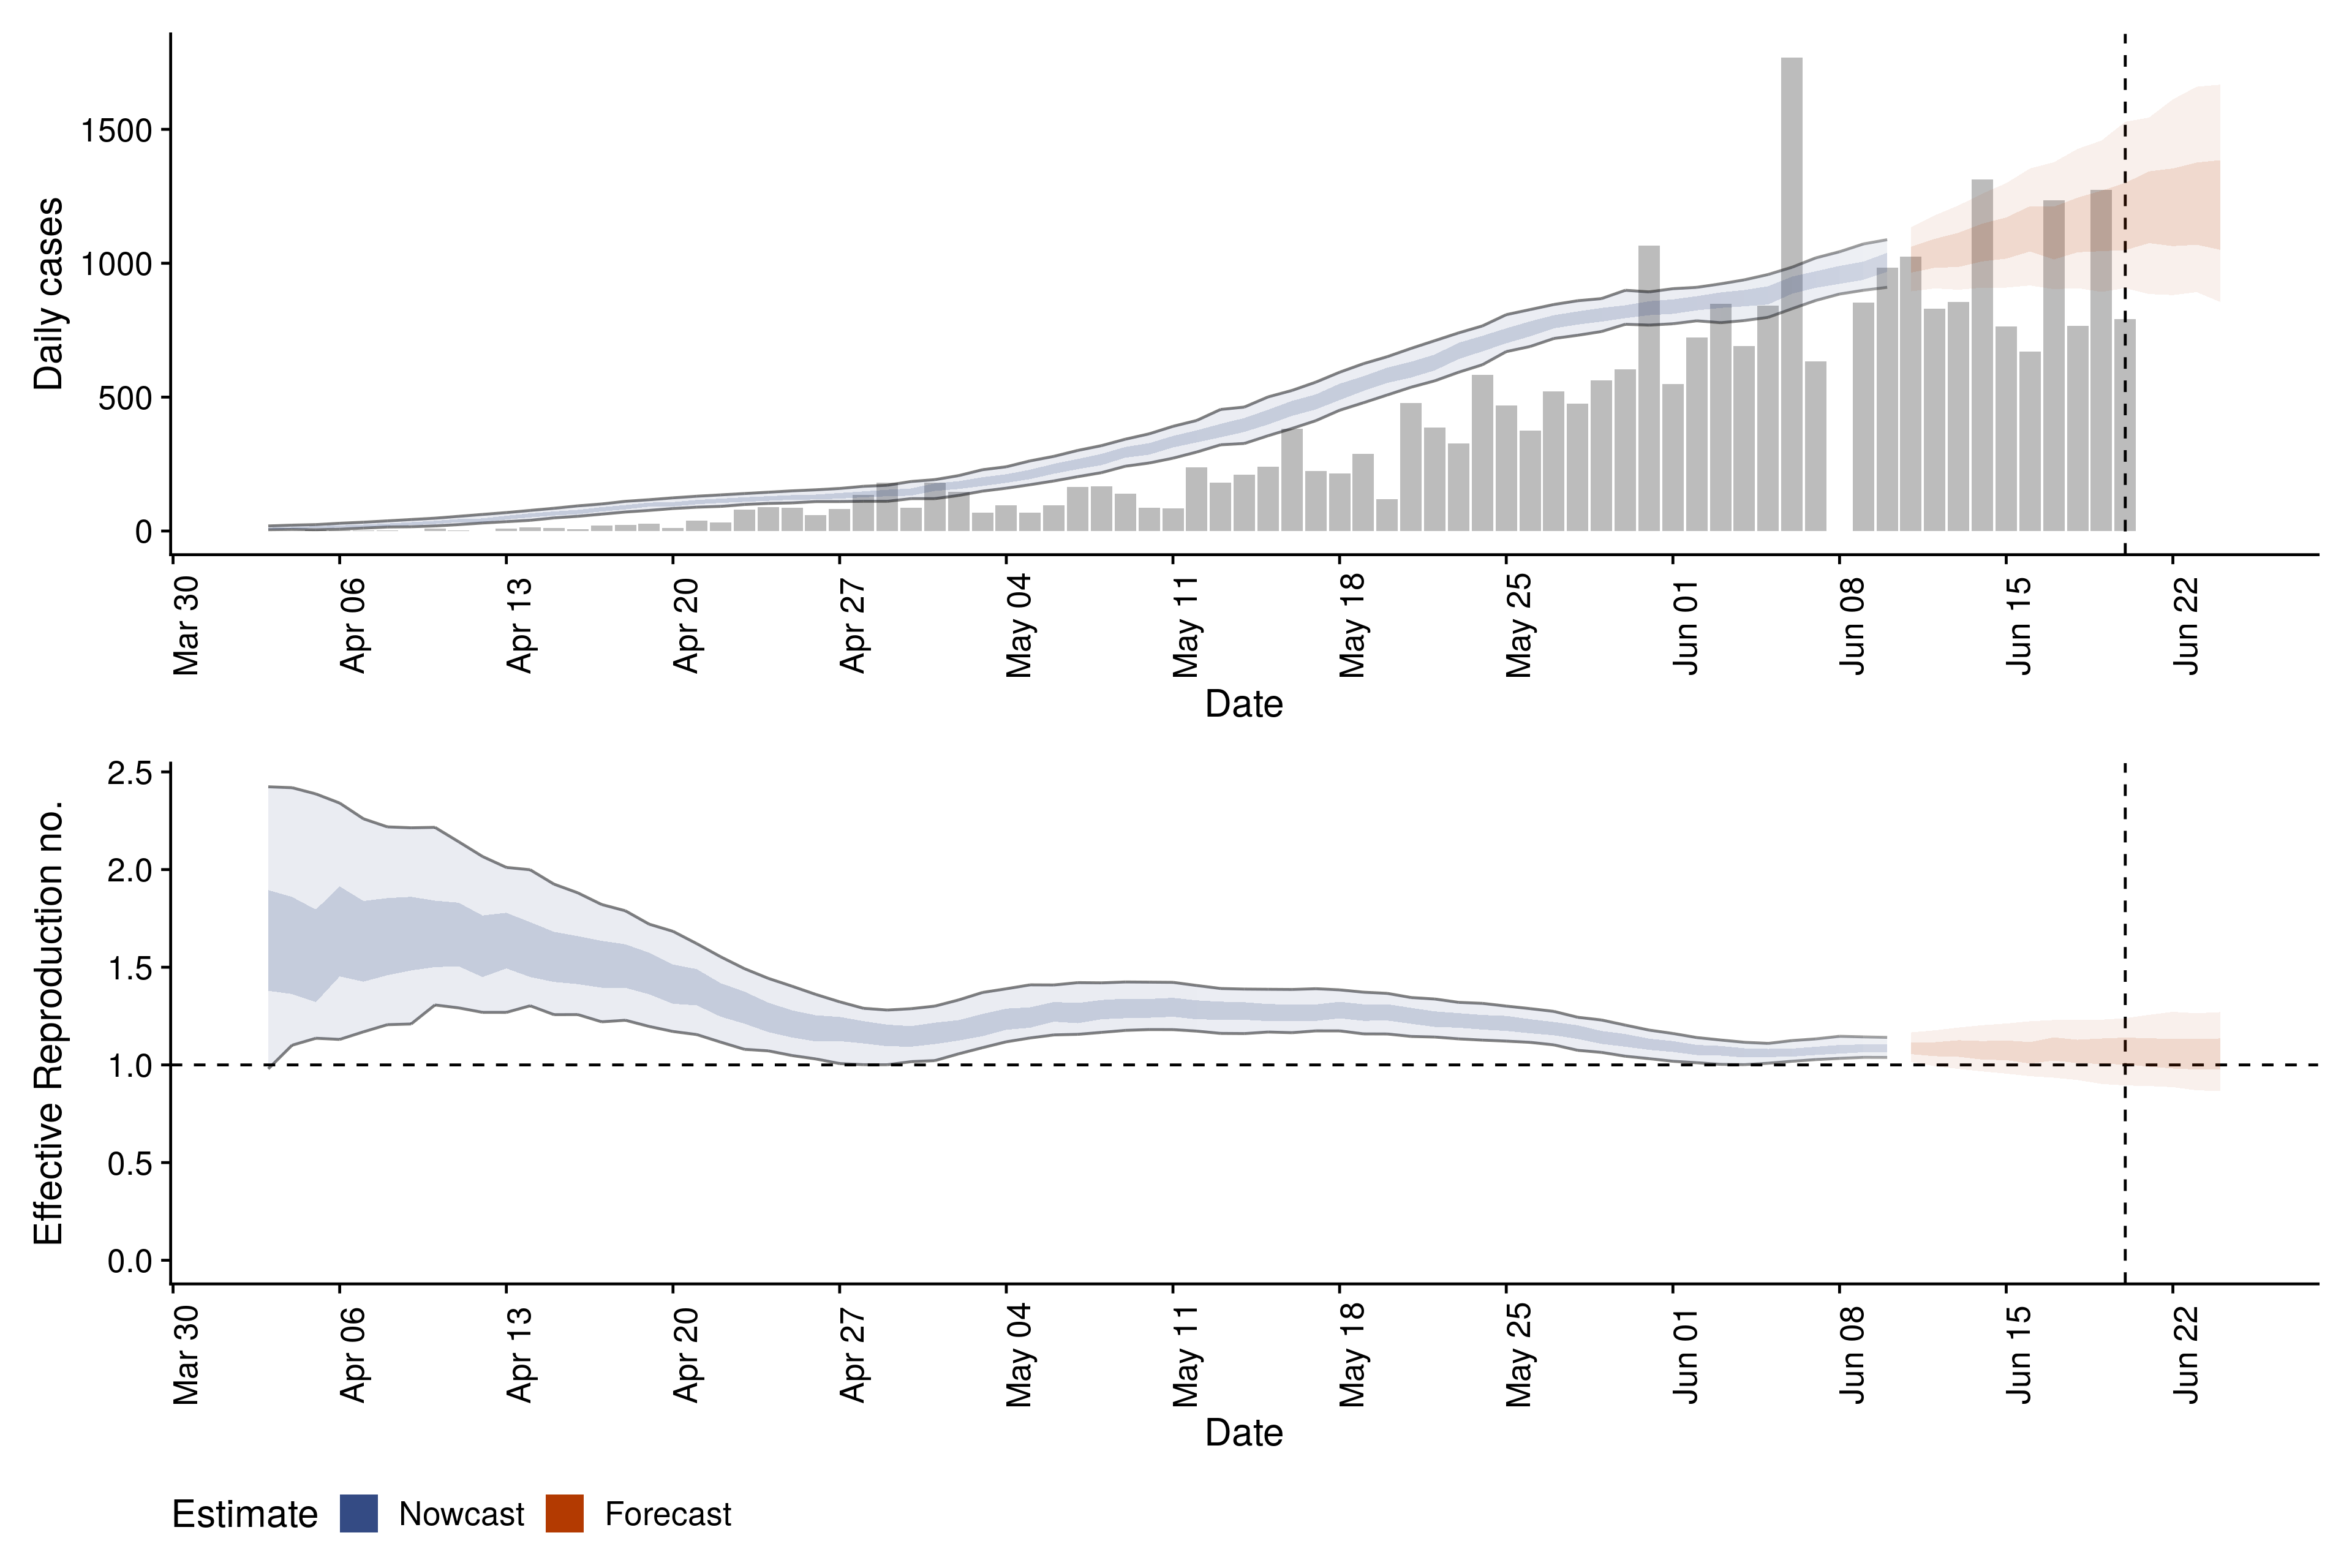 Daily cases
1500
1000
500
0
Mar 30
Apr 06
Apr 13
Apr 20
Apr 27
May 04
May 11
May 18
May 25
Jun 01
Jun 08
Jun 15
Jun 22
Date
Effective Reproduction no.
2.5
2.0
1.5
1.0
0.5
0.0
Mar 30
Apr 06
Apr 13
Apr 20
Apr 27
May 04
May 11
May 18
May 25
Jun 01
Jun 08
Jun 15
Jun 22
Date
Estimate Nowcast Forecast